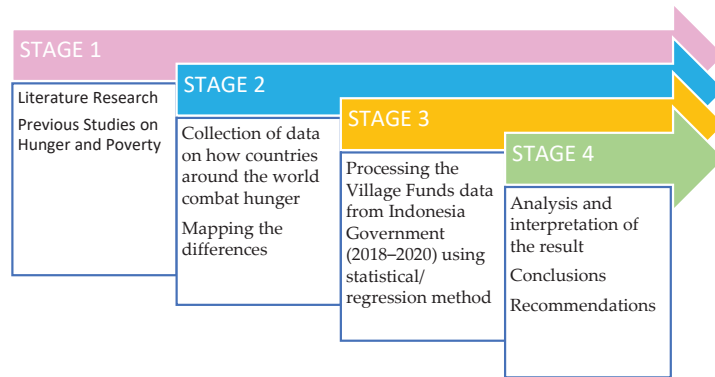 STAGE 1
Literature Research
Previous Studies on
Hunger and Poverty
STAGE 2
Collection of data
on how countries
around the world
combat hunger
Mapping the
differences
STAGE 3
Processing the
Village Funds data
from Indonesia
Government
(2018–2020) using
statistical/
regression method
STAGE 4
Analysis and
interpretation of
the result
Conclusions
Recommendations